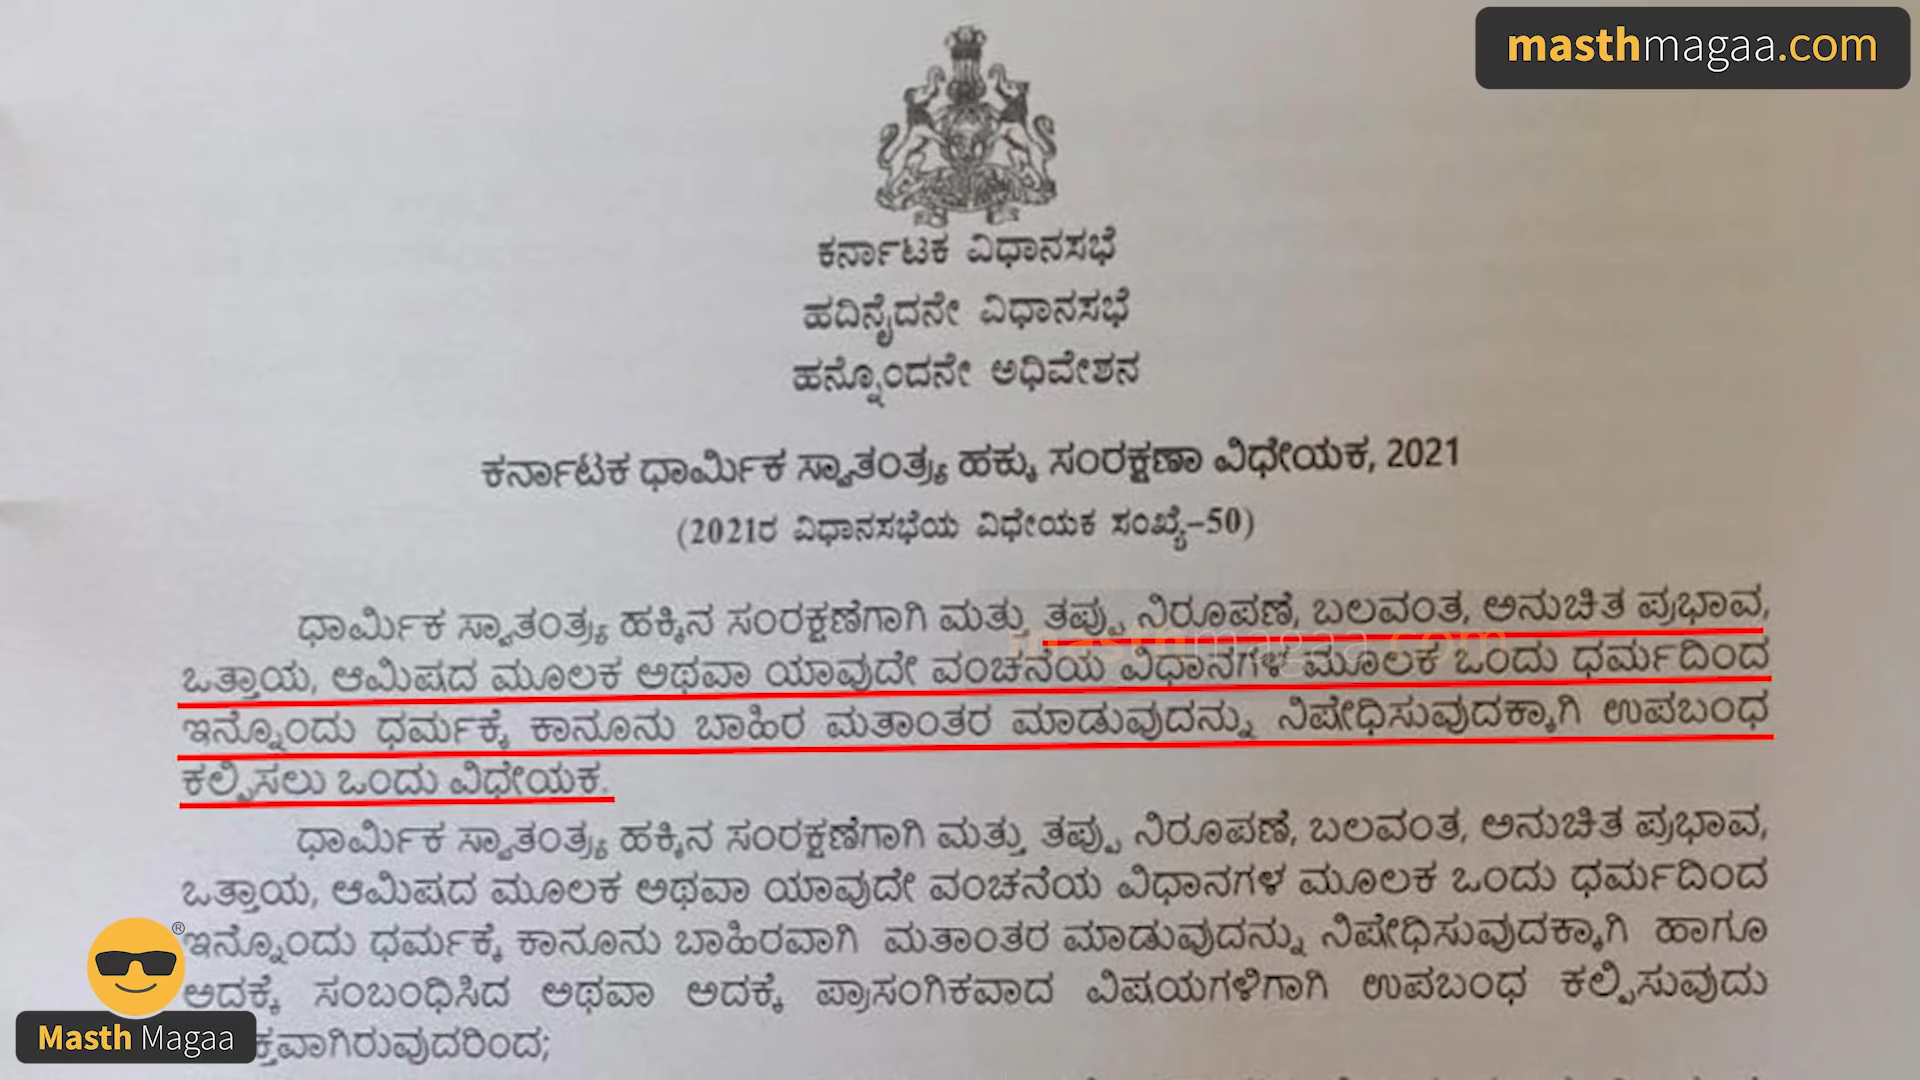 masthmagaa.com
ಕರ್ನಾಟಕ ವಿಧಾನಸಭೆ
ಹದಿನೈದನೇ ವಿಧಾನಸಭೆ
ಹನ್ನೊಂದನೇ ಅಧಿವೇಶನ
ಕರ್ನಾಟಕ ಧಾರ್ಮಿಕ ಸ್ವಾತಂತ್ರ್ಯ ಹಕ್ಕು ಸಂರಕ್ಷಣಾ ವಿಧೇಯಕ, 2021
(2021ರ ವಿಧಾನಸಭೆಯ ವಿಧೇಯಕ ಸಂಖ್ಯೆ-50)
ಧಾರ್ಮಿಕ ಸ್ವಾತಂತ್ರ್ಯ ಹಕ್ಕಿನ ಸಂರಕ್ಷಣೆಗಾಗಿ ಮತ್ತು ತಪ್ಪು ನಿರೂಪಣೆ, ಬಲವಂತ, ಅನುಚಿತ ಪ್ರಭಾವ,
masthmagaa.com
ಒತ್ತಾಯ, ಆಮಿಷದ ಮೂಲಕ ಅಥವಾ ಯಾವುದೇ ವಂಚನೆಯ ವಿಧಾನಗಳ ಮೂಲಕ ಒಂದು ಧರ್ಮದಿಂದ
ಇನ್ನೊಂದು ಧರ್ಮಕ್ಕೆ ಕಾನೂನು ಬಾಹಿರ ಮತಾಂತರ ಮಾಡುವುದನ್ನು ನಿಷೇಧಿಸುವುದಕ್ಕಾಗಿ ಉಪಬಂಧ
ಕಲ್ಪಿಸಲು ಒಂದು ವಿಧೇಯಕ.
ಧಾರ್ಮಿಕ ಸ್ವಾತಂತ್ರ್ಯ ಹಕ್ಕಿನ ಸಂರಕ್ಷಣೆಗಾಗಿ ಮತ್ತು ತಪ್ಪು ನಿರೂಪಣೆ, ಬಲವಂತ, ಅನುಚಿತ ಪ್ರಭಾವ,
ಒತ್ತಾಯ, ಆಮಿಷದ ಮೂಲಕ ಅಥವಾ ಯಾವುದೇ ವಂಚನೆಯ ವಿಧಾನಗಳ ಮೂಲಕ ಒಂದು ಧರ್ಮದಿಂದ
ಇನ್ನೊಂದು ಧರ್ಮಕ್ಕೆ ಕಾನೂನು ಬಾಹಿರವಾಗಿ ಮತಾಂತರ ಮಾಡುವುದನ್ನು ನಿಷೇಧಿಸುವುದಕ್ಕಾಗಿ ಹಾಗೂ
ಅದಕ್ಕೆ ಸಂಬಂಧಿಸಿದ ಅಥವಾ ಅದಕ್ಕೆ ಪ್ರಾಸಂಗಿಕವಾದ ವಿಷಯಗಳಿಗಾಗಿ ಉಪಬಂಧ ಕಲ್ಪಿಸುವುದು
Masth Magaa